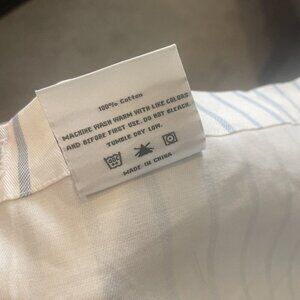 100% Cotton
MACHINE WASH WARM WITH LIKE COLORS
AND BEFORE FIRST USE. DO NOT BLEACH.
TUMBLE DRY LOW.
MADE IN CHINA